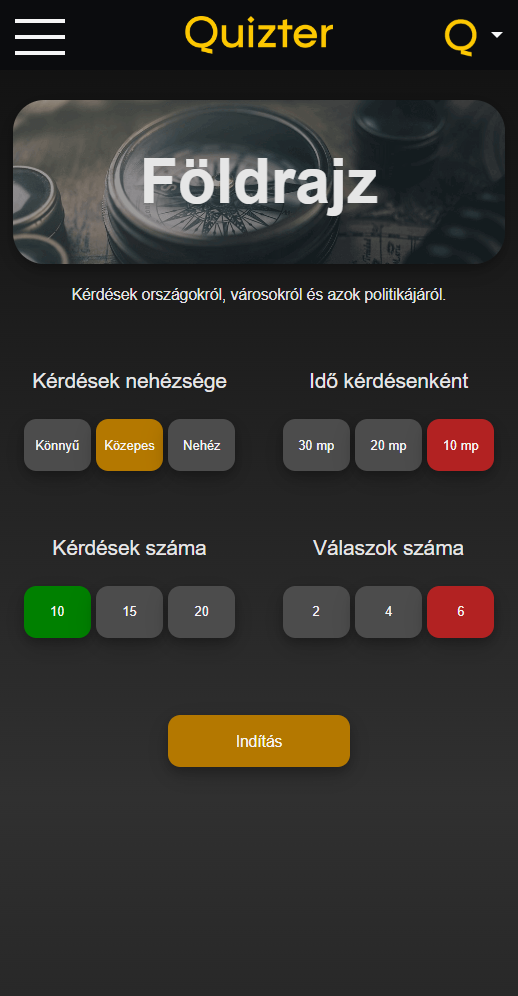 Quizter
Q
Földrajz
Kérdések országokról, városokról és azok politikájáról.
Kérdések nehézsége
Könnyű Közepes Nehéz
Idő kérdésenként
30 mp 20 mp 10 mp
Kérdések száma
10 15 20
Válaszok száma
2 4 6
Indítás